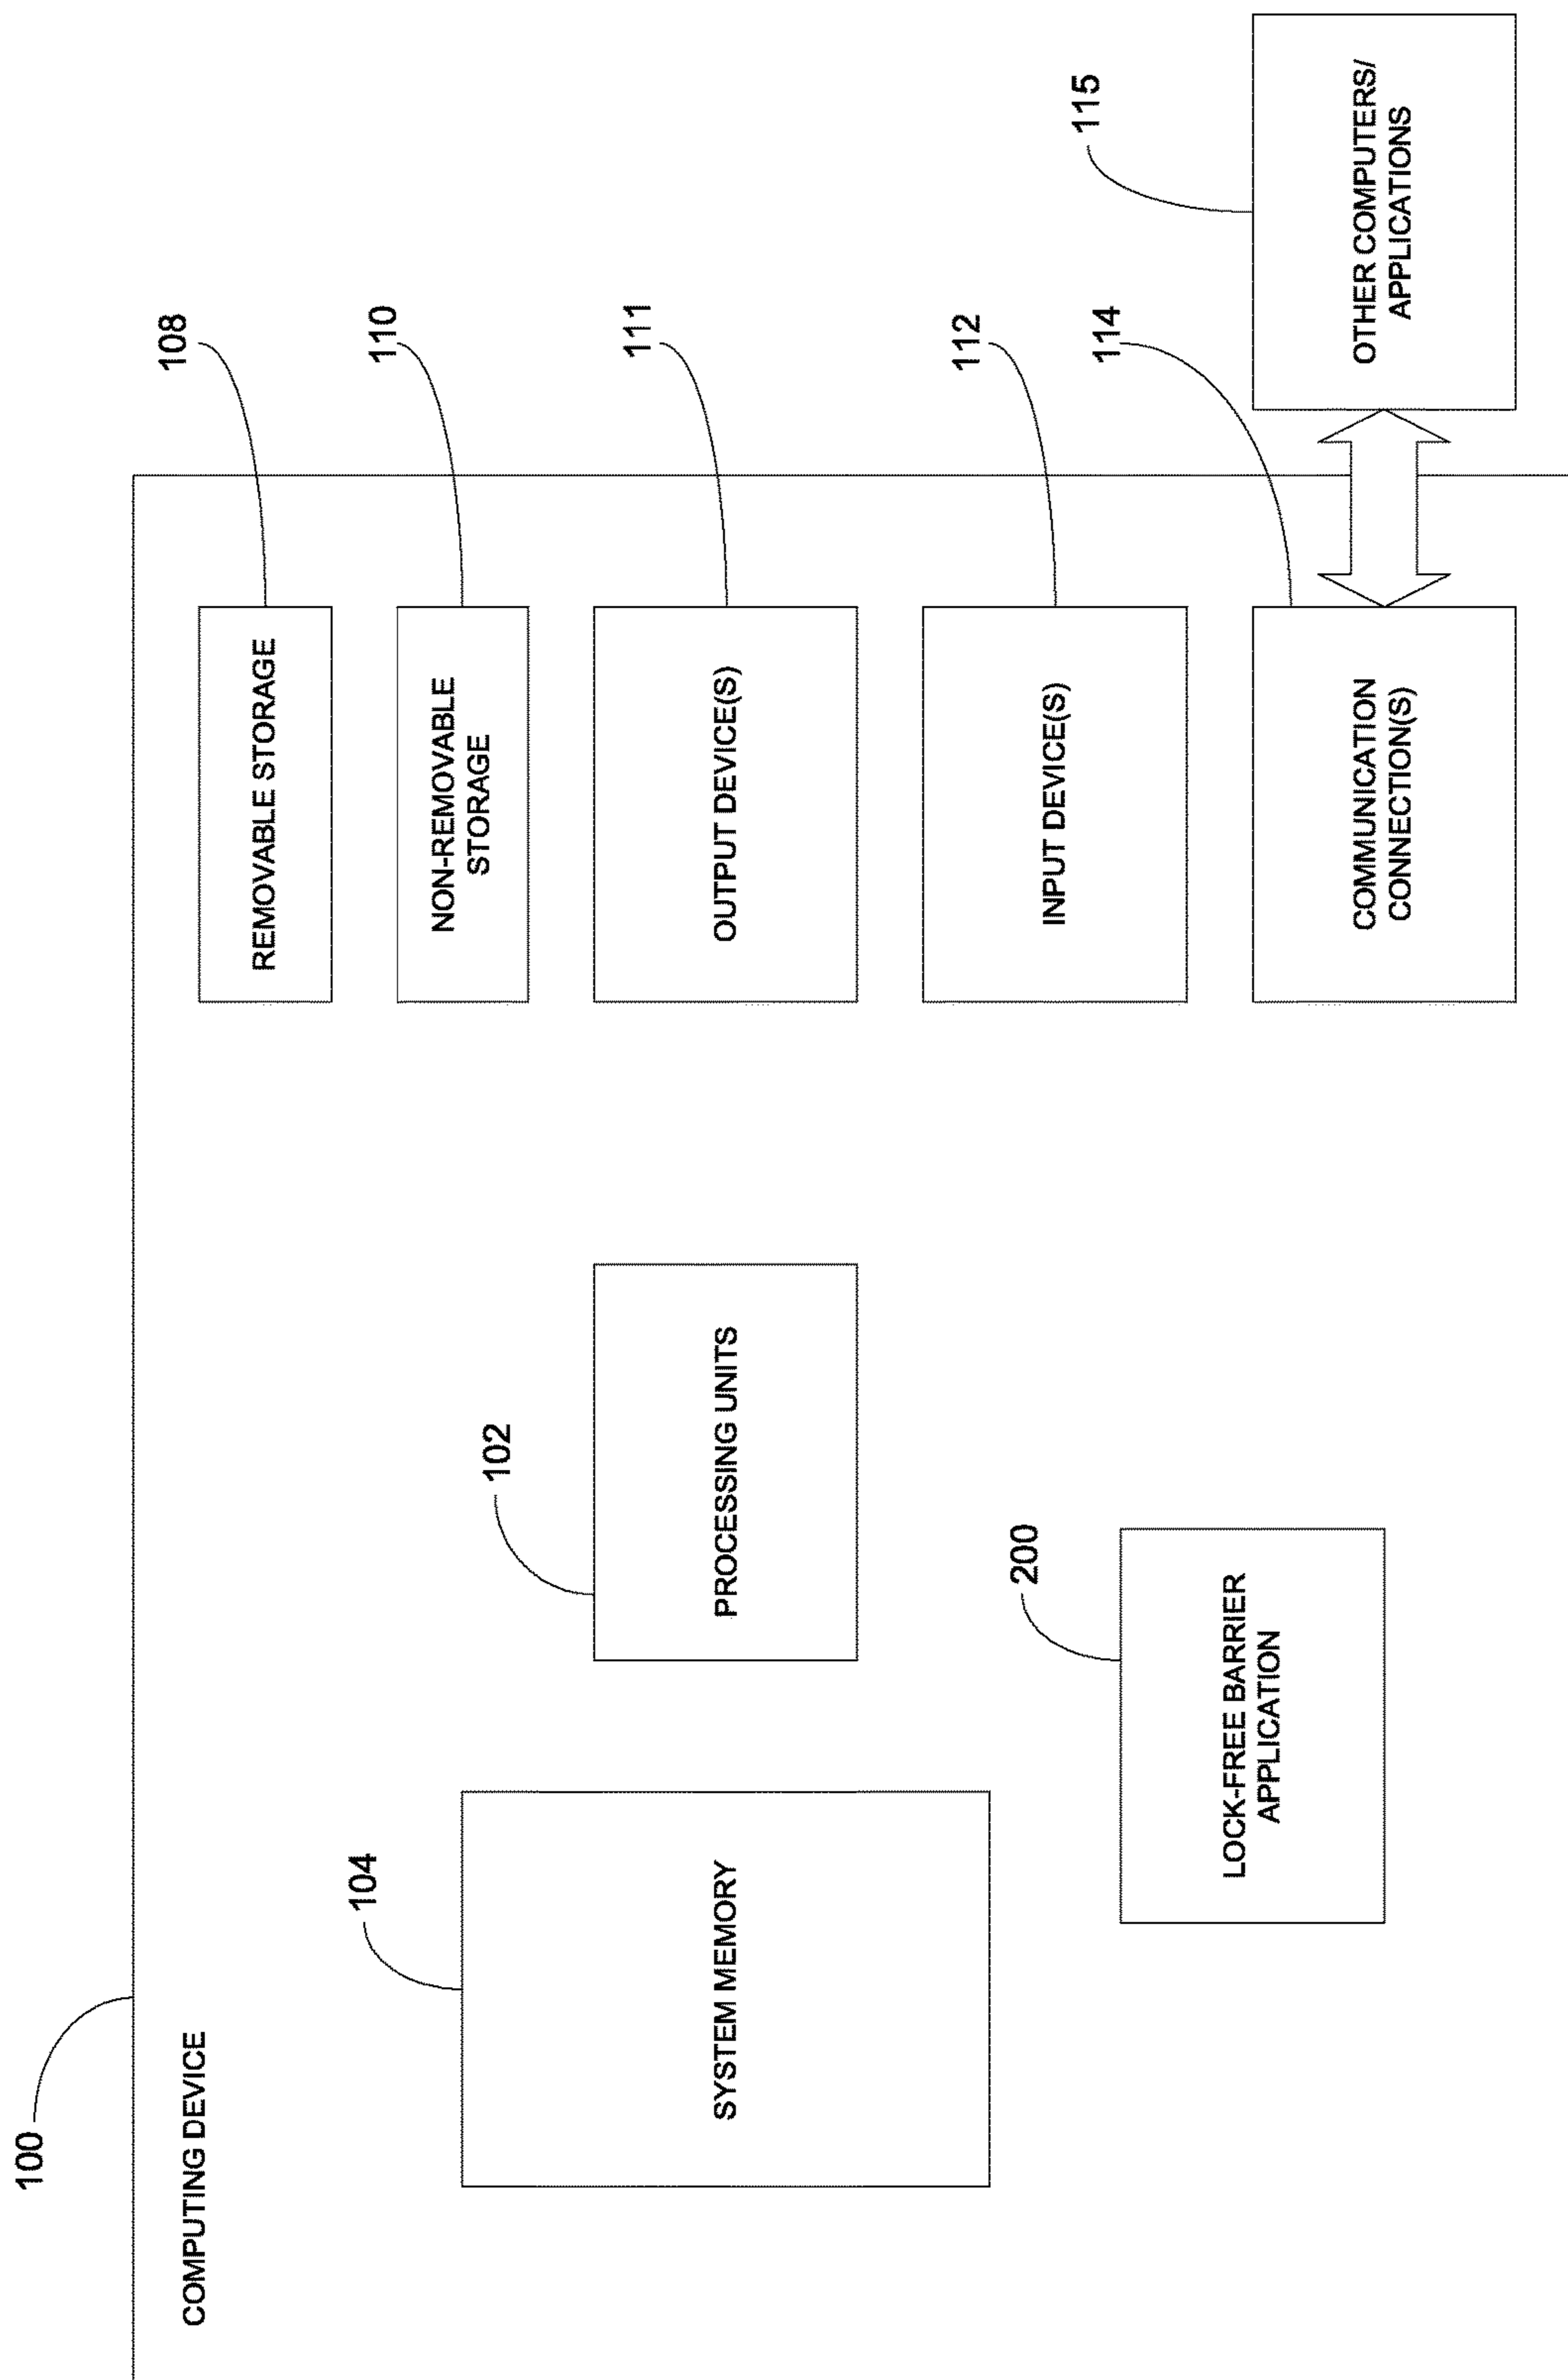 100
COMPUTING DEVICE
108
REMOVABLE STORAGE
104
110
NON-REMOVABLE
STORAGE
102
SYSTEM MEMORY
PROCESSING UNITS
111
OUTPUT DEVICE(S)
112
INPUT DEVICE(S)
200
LOCK-FREE BARRIER
APPLICATION
114
COMMUNICATION
CONNECTION(S)
115
OTHER COMPUTERS/
APPLICATIONS